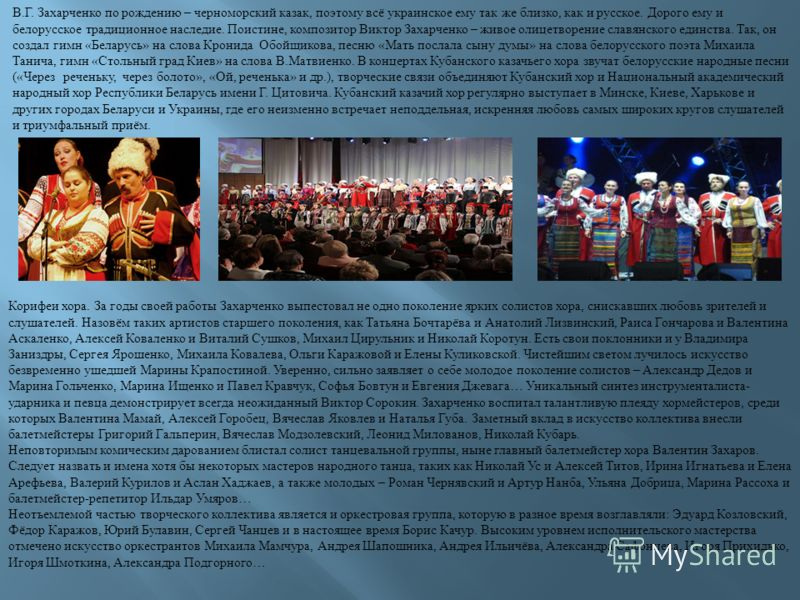 В.Г. Захарченко по рождению – черноморский казак, поэтому всё украинское ему так же близко, как и русское. Дорого ему и
белорусское традиционное наследие. Поистине, композитор Виктор Захарченко – живое олицетворение славянского единства. Так, он
создал гимн «Беларусь» на слова Кронида Обойщикова, песню «Мать послала сыну думы» на слова белорусского поэта Михаила
Танича, гимн «Стольный град Киев» на слова В.Матвиенко. В концертах Кубанского казачьего хора звучат белорусские народные песни
(«Через реченьку, через болото», «Ой, реченька» и др.), творческие связи объединяют Кубанский хор и Национальный академический
народный хор Республики Беларусь имени Г. Цитовича. Кубанский казачий хор регулярно выступает в Минске, Киеве, Харькове и
других городах Беларуси и Украины, где его неизменно встречает неподдельная, искренняя любовь самых широких кругов слушателей
и триумфальный приём.
Корифеи хора. За годы своей работы Захарченко выпестовал не одно поколение ярких солистов хора, снискавших любовь зрителей и
слушателей. Назовём таких артистов старшего поколения, как Татьяна Бочтарёва и Анатолий Лизвинский, Раиса Гончарова и Валентина
Аскаленко, Алексей Коваленко и Виталий Сушков, Михаил Цирульник и Николай Коротун. Есть свои поклонники и у Владимира
Заниздры, Сергея Ярошенко, Михаила Ковалева, Ольги Каражовой и Елены Куликовской. Чистейшим светом лучилось искусство
безвременно ушедшей Марины Крапостиной. Уверенно, сильно заявляет о себе молодое поколение солистов – Александр Дедов и
Марина Гольченко, Марина Ищенко и Павел Кравчук, Софья Бовтун и Евгения Джевага… Уникальный синтез инструменталиста-
ударника и певца демонстрирует всегда неожиданный Виктор Сорокин. Захарченко воспитал талантливую плеяду хормейстеров, среди
которых Валентина Мамай, Алексей Горобец, Вячеслав Яковлев и Наталья Губа. Заметный вклад в искусство коллектива внесли
балетмейстеры Григорий Гальперин, Вячеслав Модзолевский, Леонид Милованов, Николай Кубарь.
Неповторимым комическим дарованием блистал солист танцевальной группы, ныне главный балетмейстер хора Валентин Захаров.
Следует назвать и имена хотя бы некоторых мастеров народного танца, таких как Николай Ус и Алексей Титов, Ирина Игнатьева и Елена
Арефьева, Валерий Курилов и Аслан Хаджаев, а также молодых – Роман Чернявский и Артур Нанба, Ульяна Добрица, Марина Рассоха и
балетмейстер-репетитор Ильдар Умяров…
Неотъемлемой частью творческого коллектива является и оркестровая группа, которую в разное время возглавляли: Эдуард Козловский,
Фёдор Каражов, Юрий Булавин, Сергей Чанцев и в настоящее время Борис Качур. Высоким уровнем исполнительского мастерства
отмечено искусство оркестрантов Михаила Мамчура, Андрея Шапошника, Андрея Ильичёва, Александра Игоря Прихидько,
Игоря Шмоткина, Александра Подгорного…
MyShared